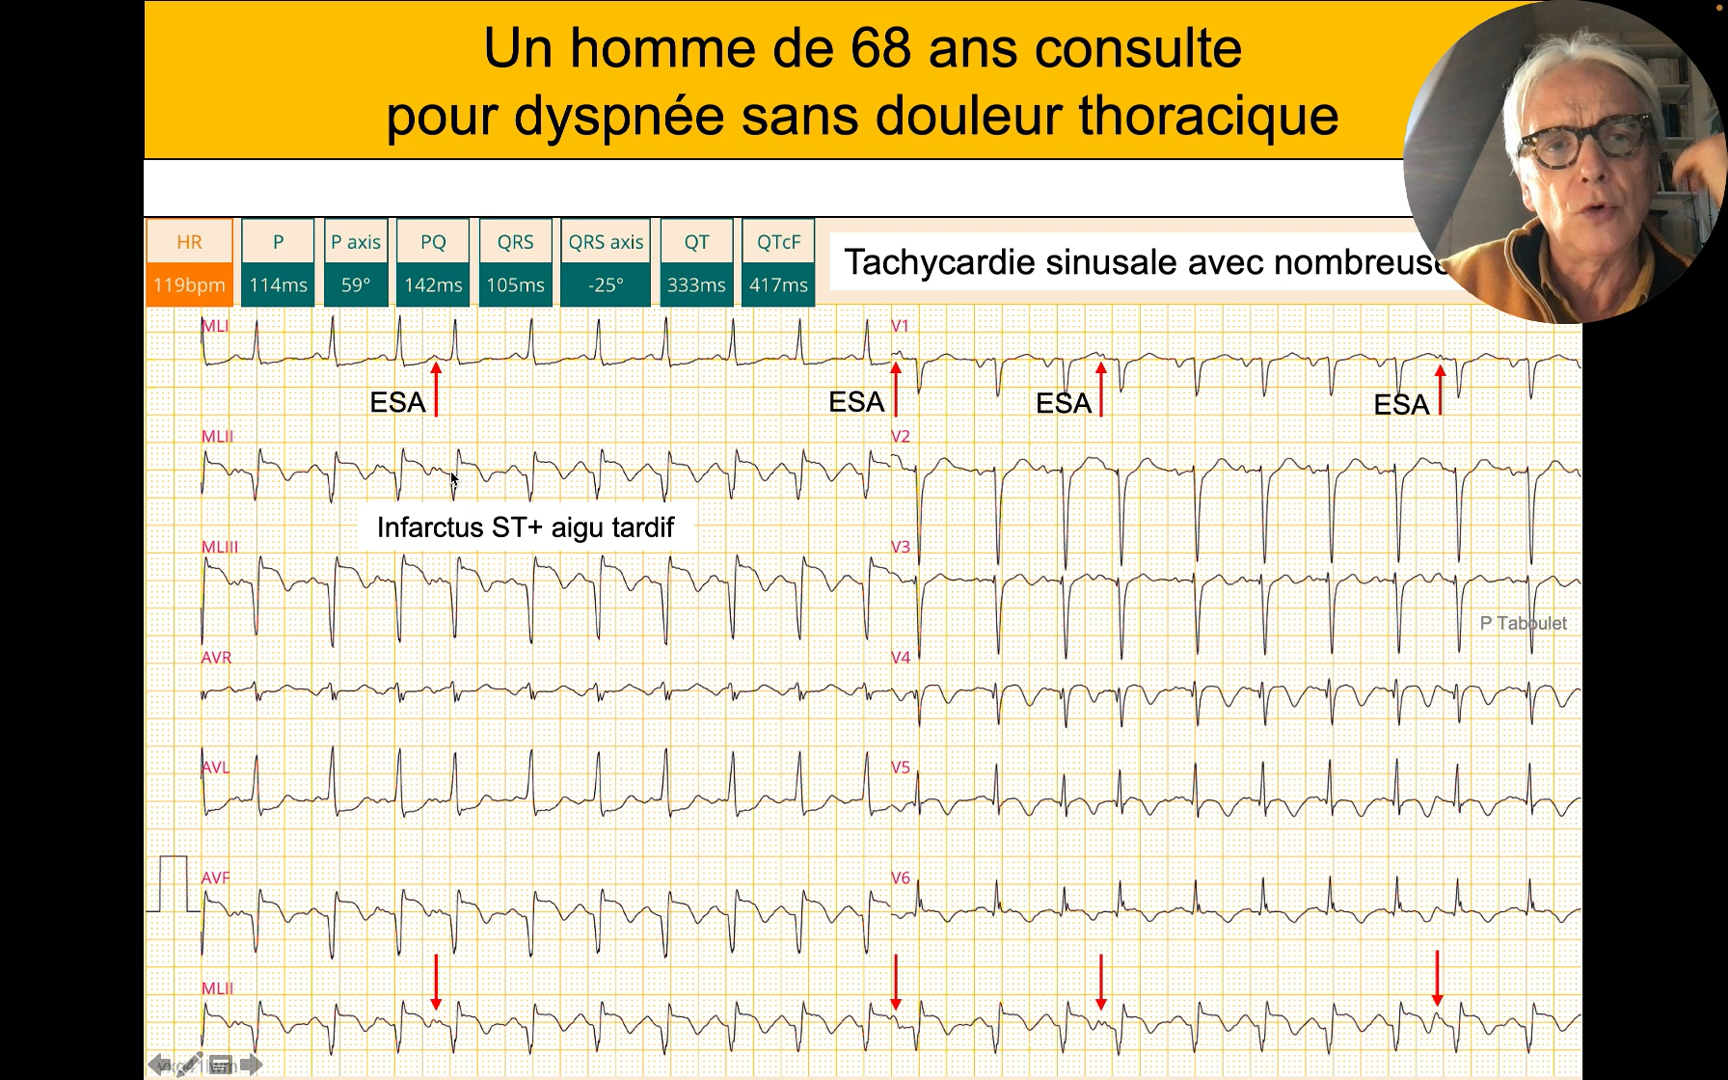 Un homme de 68 ans consulte
pour dyspnée sans douleur thoracique
HR P P axis PQ QRS QRS axis QT QTcF
119bpm 114ms 59° 142ms 105ms -25° 333ms 417ms
Tachycardie sinusale avec nombreuse
MLI V1
ESA ESA ESA ESA
MLII V2
Infarctus ST+ aigu tardif
MLIII V3
P Taboulet
AVR V4
AVL V5
AVF V6
MLII